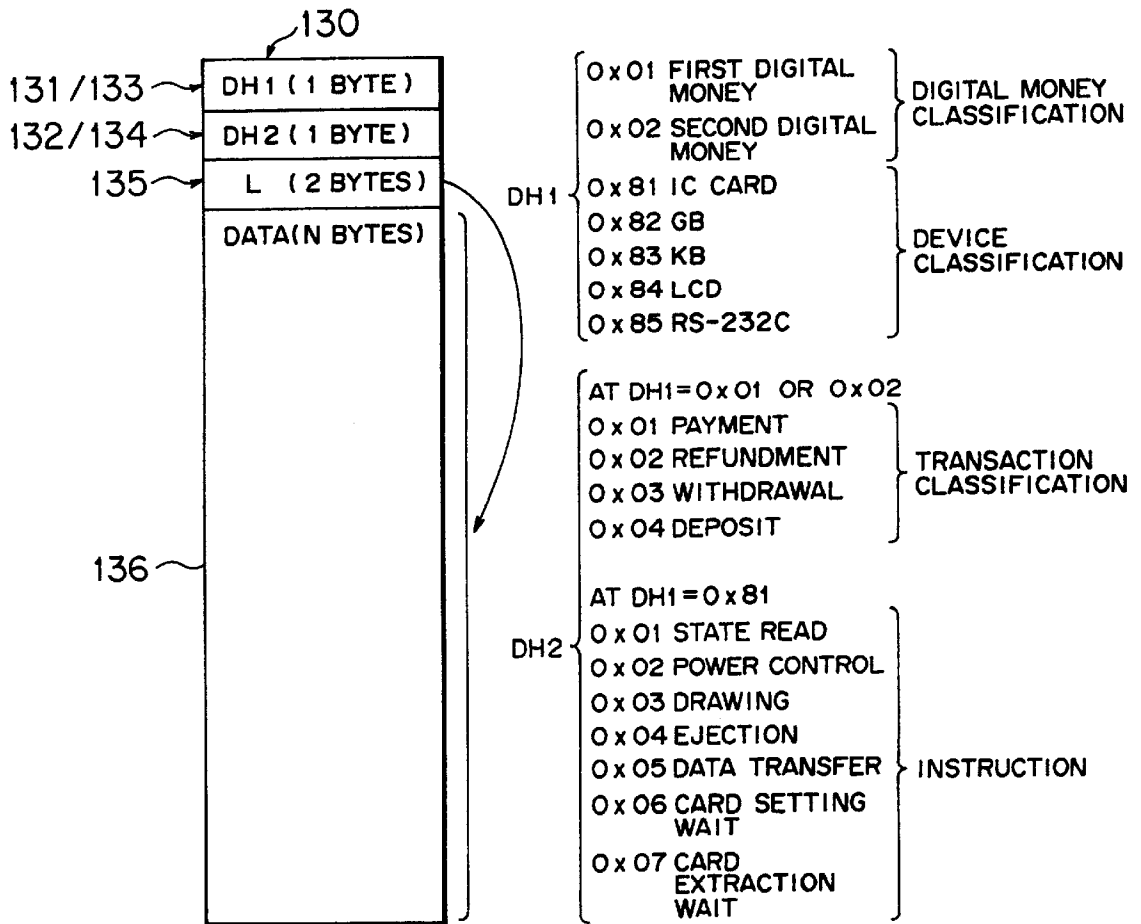 130
131/133
DH1 (1 BYTE)
132/134
DH2 (1 BYTE)
135
L (2 BYTES)
DATA(N BYTES)
136
DH1
0x01 FIRST DIGITAL
MONEY
0x02 SECOND DIGITAL
MONEY
DIGITAL MONEY
CLASSIFICATION
0x81 IC CARD
0x82 GB
0x83 KB
0x84 LCD
0x85 RS-232C
DEVICE
CLASSIFICATION
DH2
AT DH1=0x01 OR 0x02
0x01 PAYMENT
0x02 REFUNDMENT
0x03 WITHDRAWAL
0x04 DEPOSIT
TRANSACTION
CLASSIFICATION
AT DH1=0x81
0x01 STATE READ
0x02 POWER CONTROL
0x03 DRAWING
0x04 EJECTION
0x05 DATA TRANSFER
0x06 CARD SETTING
WAIT
0x07 CARD
EXTRACTION
WAIT
INSTRUCTION